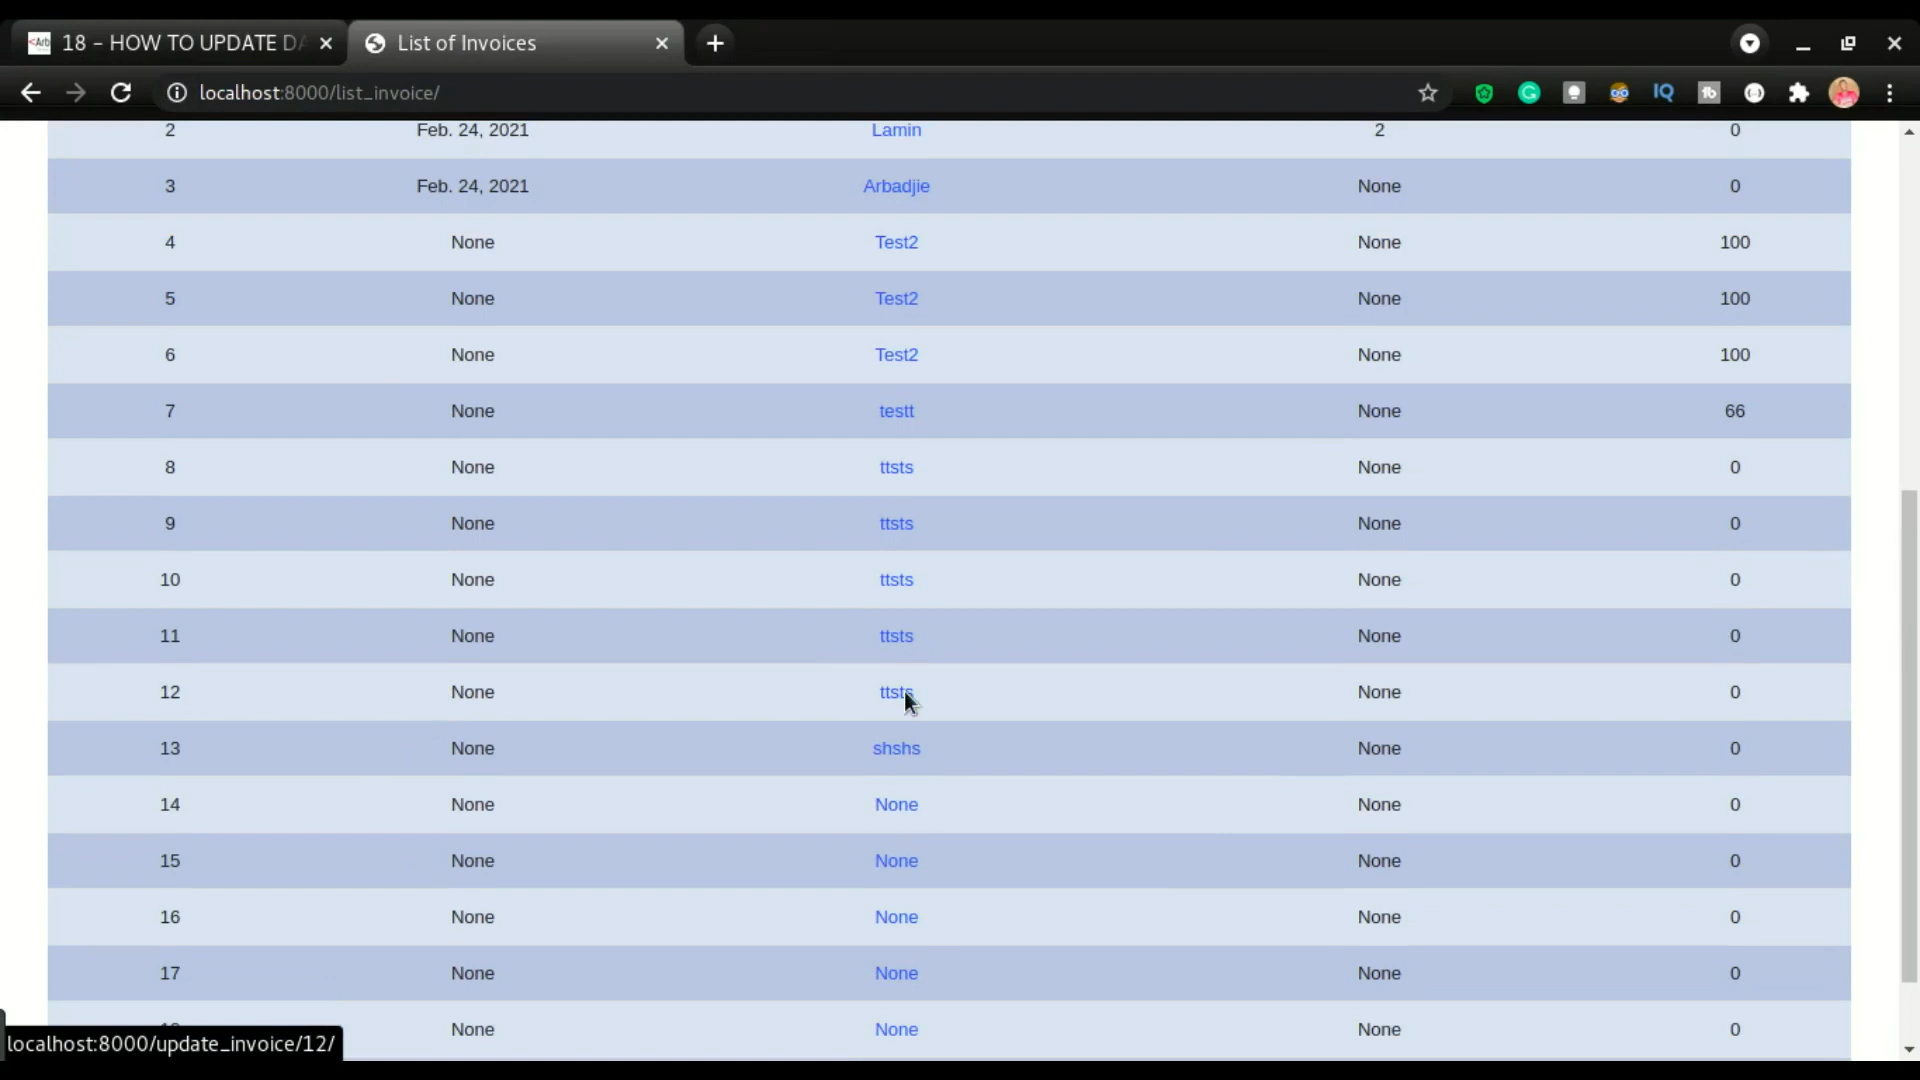 18 – HOW TO UPDATE DA
List of Invoices
localhost:8000/list_invoice/
2 Feb. 24, 2021 Lamin 2 0
3 Feb. 24, 2021 Arbadjie None 0
4 None Test2 None 100
5 None Test2 None 100
6 None Test2 None 100
7 None testt None 66
8 None ttsts None 0
9 None ttsts None 0
10 None ttsts None 0
11 None ttsts None 0
12 None ttsts None 0
13 None shshs None 0
14 None None None 0
15 None None None 0
16 None None None 0
17 None None None 0
None None None 0
localhost:8000/update_invoice/12/